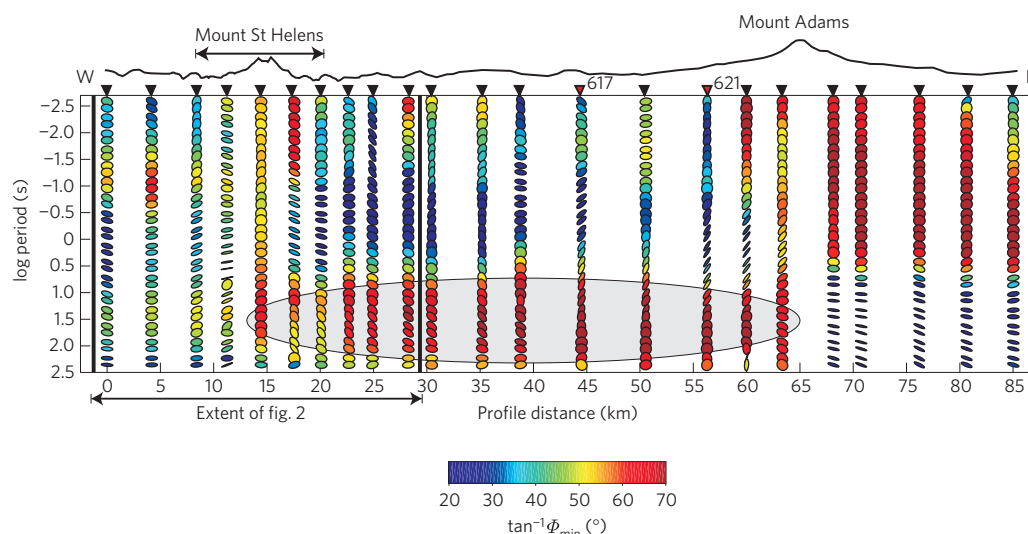 Mount Adams
Mount St Helens
W
617
621
−2.5
−2.0
−1.5
−1.0
−0.5
0
0.5
1.0
1.5
2.0
2.5
log period (s)
0 5 10 15 20 25 30 35 40 45 50 55 60 65 70 75 80 85
Extent of fig. 2
Profile distance (km)
20 30 40 50 60 70
tan⁻¹Φmin (°)